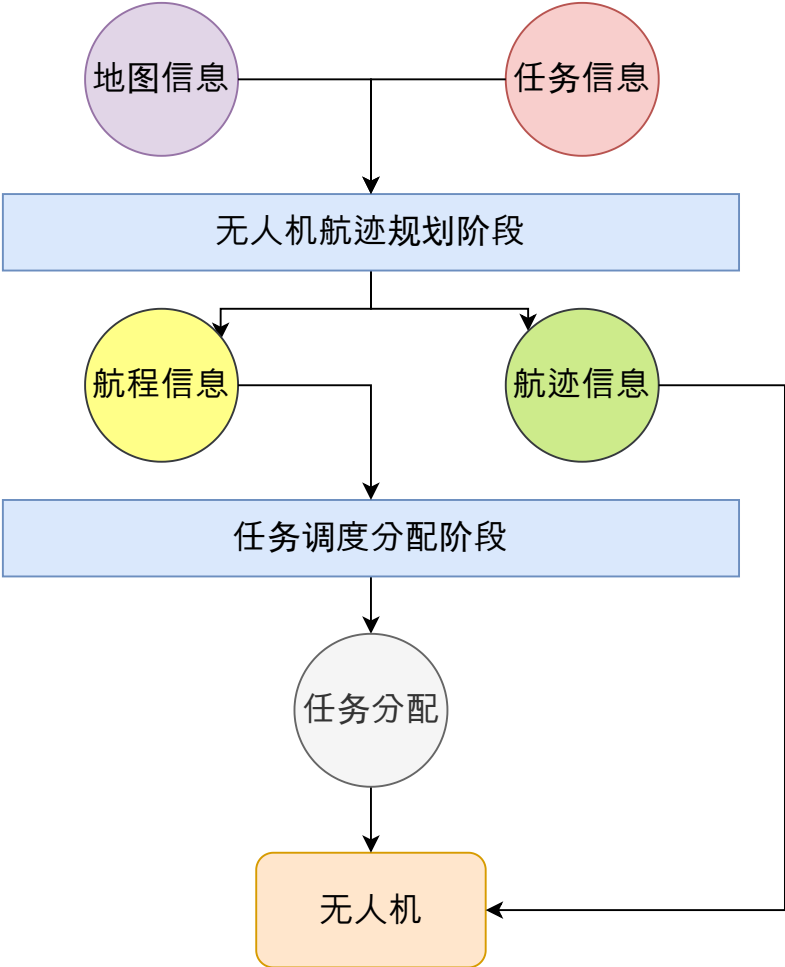 地图信息
任务信息
无人机航迹规划阶段
航程信息
航迹信息
任务调度分配阶段
任务分配
无人机